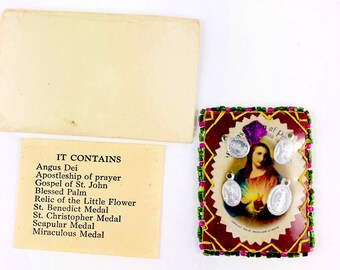 IT CONTAINS
Angus Dei
Apostleship of prayer
Gospel of St. John
Blessed Palm
Relic of the Little Flower
St. Benedict Medal
St. Christopher Medal
Scapular Medal
Miraculous Medal